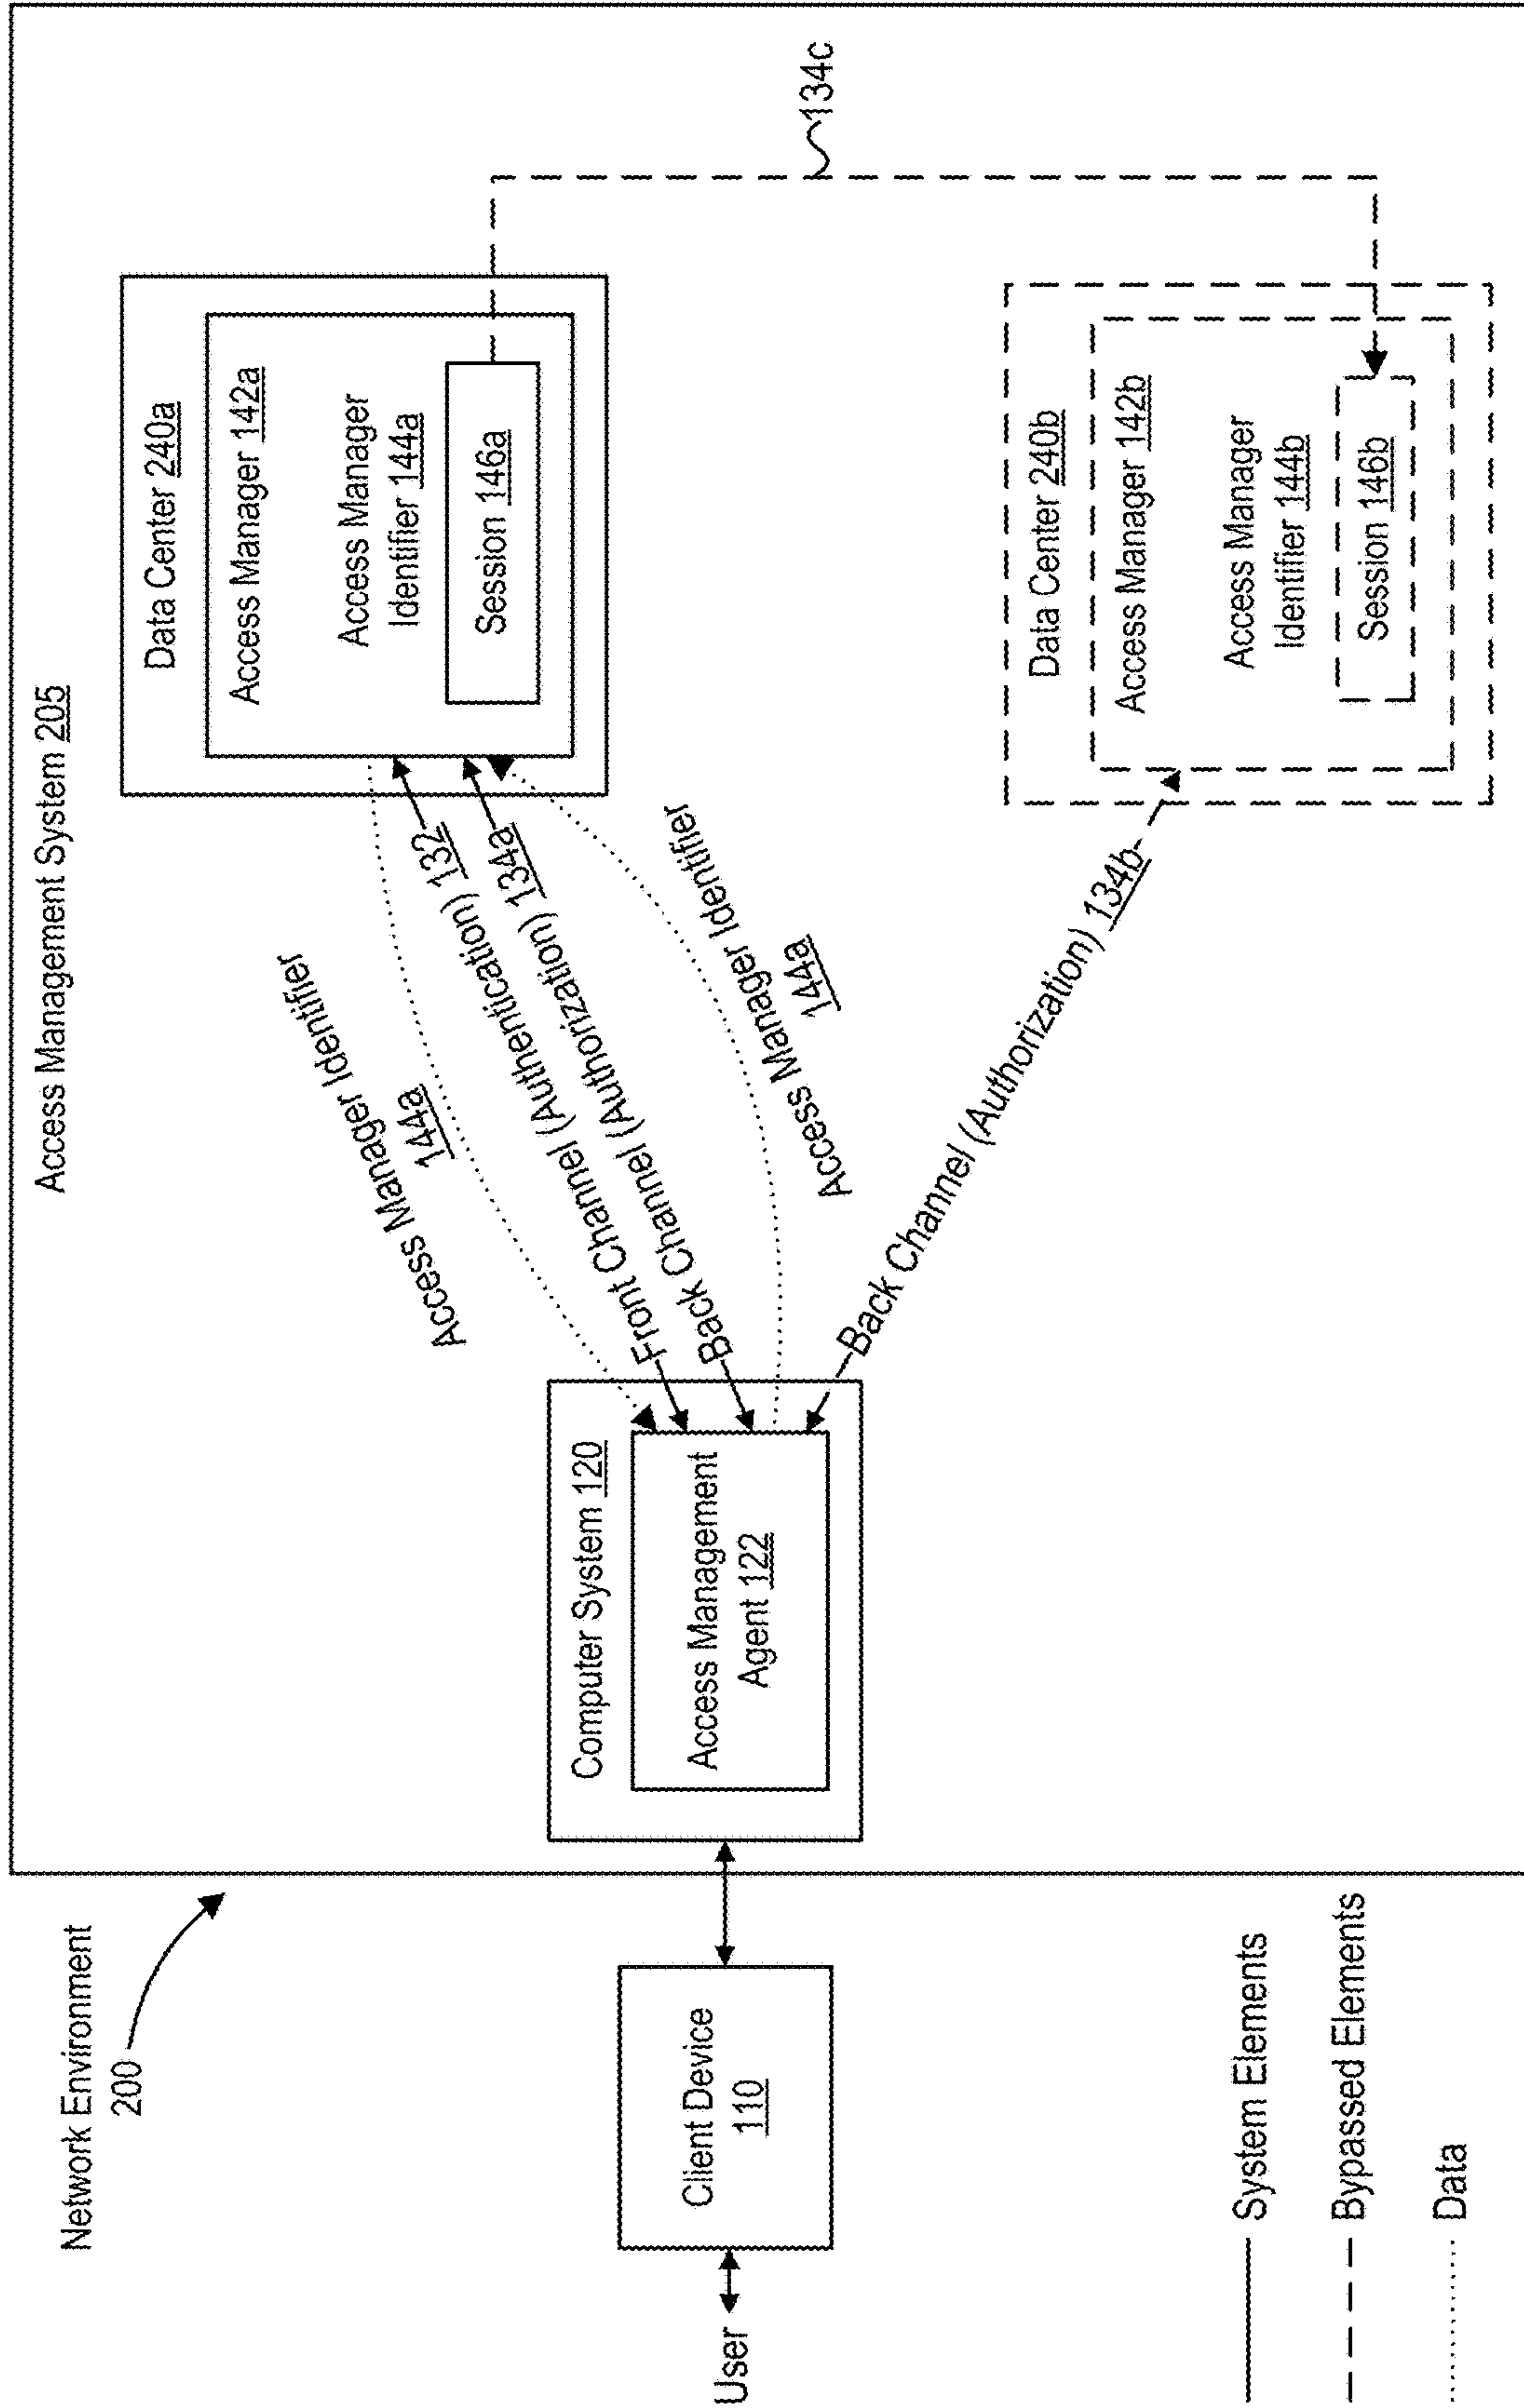 Network Environment
200
Access Management System 205
User
Client Device
110
Computer System 120
Access Management
Agent 122
Access Manager Identifier
144a
Front Channel (Authentication) 132
Back Channel (Authorization) 134a
Access Manager Identifier
144a
Back Channel (Authorization) 134b
Data Center 240a
Access Manager 142a
Access Manager
Identifier 144a
Session 146a
134c
Data Center 240b
Access Manager 142b
Access Manager
Identifier 144b
Session 146b
System Elements
Bypassed Elements
Data